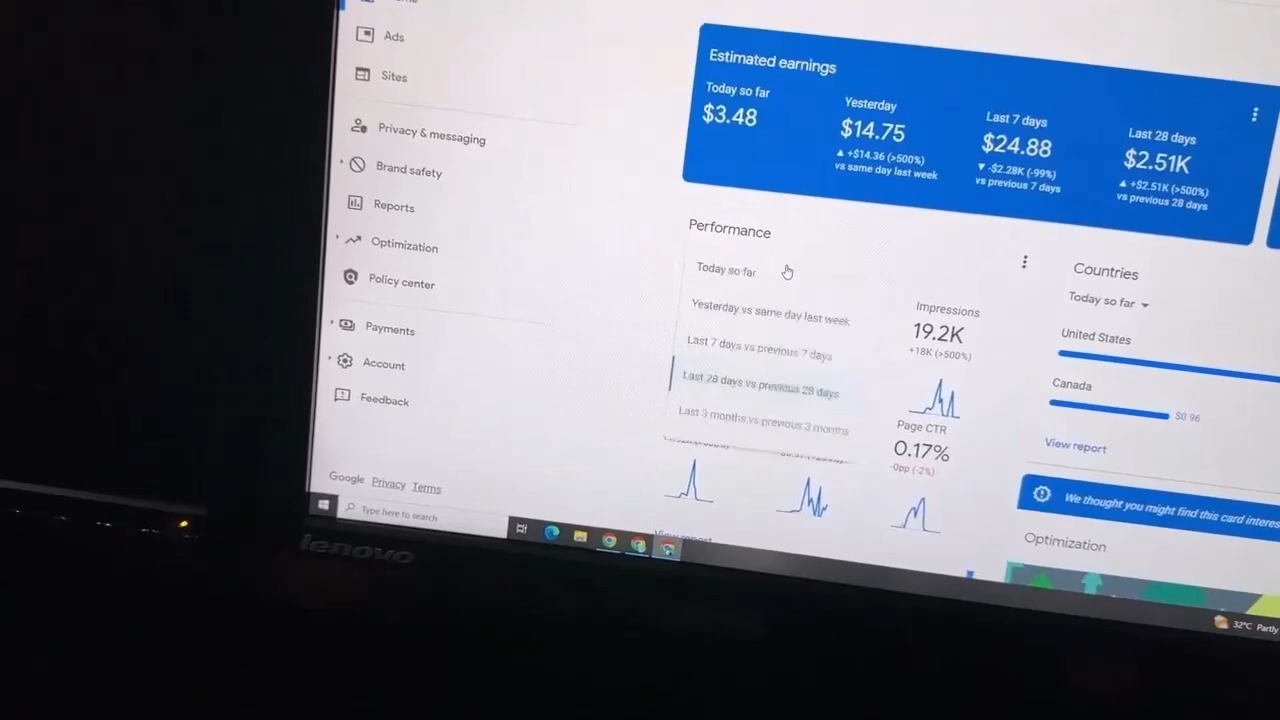 Ads
Sites
Privacy & messaging
Brand safety
Reports
Optimization
Policy center
Payments
Account
Feedback
Google Privacy Terms
Type here to search
lenovo
Estimated earnings
Today so far
$3.48
Yesterday
$14.75
▲ +$14.36 (>500%)
vs same day last week
Last 7 days
$24.88
▼ -$2.28K (-99%)
vs previous 7 days
Last 28 days
$2.51K
▲ +$2.51K (>500%)
vs previous 28 days
Performance
Today so far
Yesterday vs same day last week
Last 7 days vs previous 7 days
Last 28 days vs previous 28 days
Last 3 months vs previous 3 months
View report
Impressions
19.2K
+18K (>500%)
Page CTR
0.17%
-0pp (-2%)
Countries
Today so far
United States
Canada
$0.96
View report
We thought you might find this card
Optimization
32°C Partly